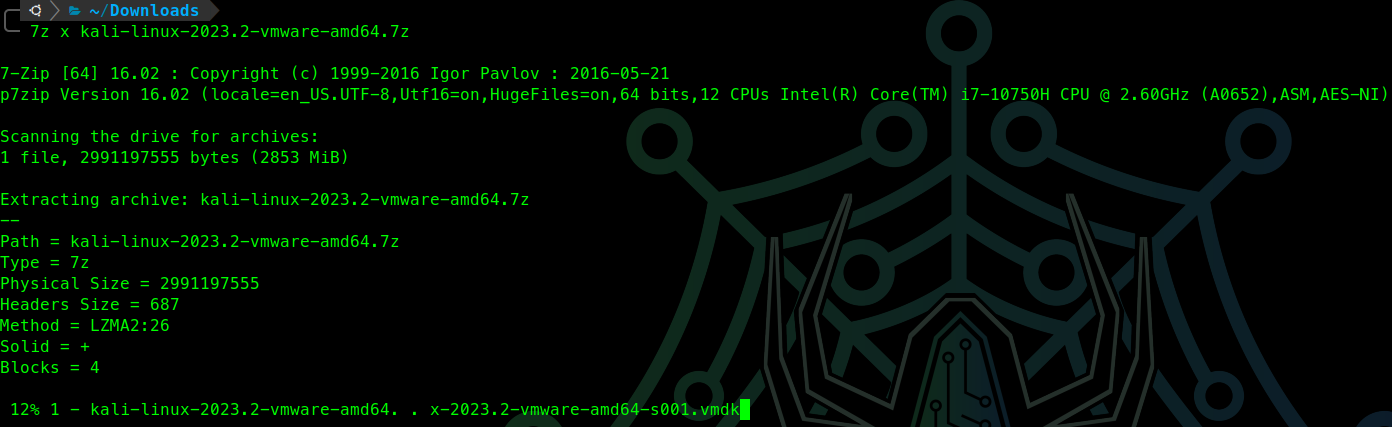 ~/Downloads
7z x kali-linux-2023.2-vmware-amd64.7z
7-Zip [64] 16.02 : Copyright (c) 1999-2016 Igor Pavlov : 2016-05-21
p7zip Version 16.02 (locale=en_US.UTF-8,Utf16=on,HugeFiles=on,64 bits,12 CPUs Intel(R) Core(TM) i7-10750H CPU @ 2.60GHz (A0652),ASM,AES-NI)
Scanning the drive for archives:
1 file, 2991197555 bytes (2853 MiB)
Extracting archive: kali-linux-2023.2-vmware-amd64.7z
--
Path = kali-linux-2023.2-vmware-amd64.7z
Type = 7z
Physical Size = 2991197555
Headers Size = 687
Method = LZMA2:26
Solid = +
Blocks = 4
12% 1 - kali-linux-2023.2-vmware-amd64. . x-2023.2-vmware-amd64-s001.vmdk